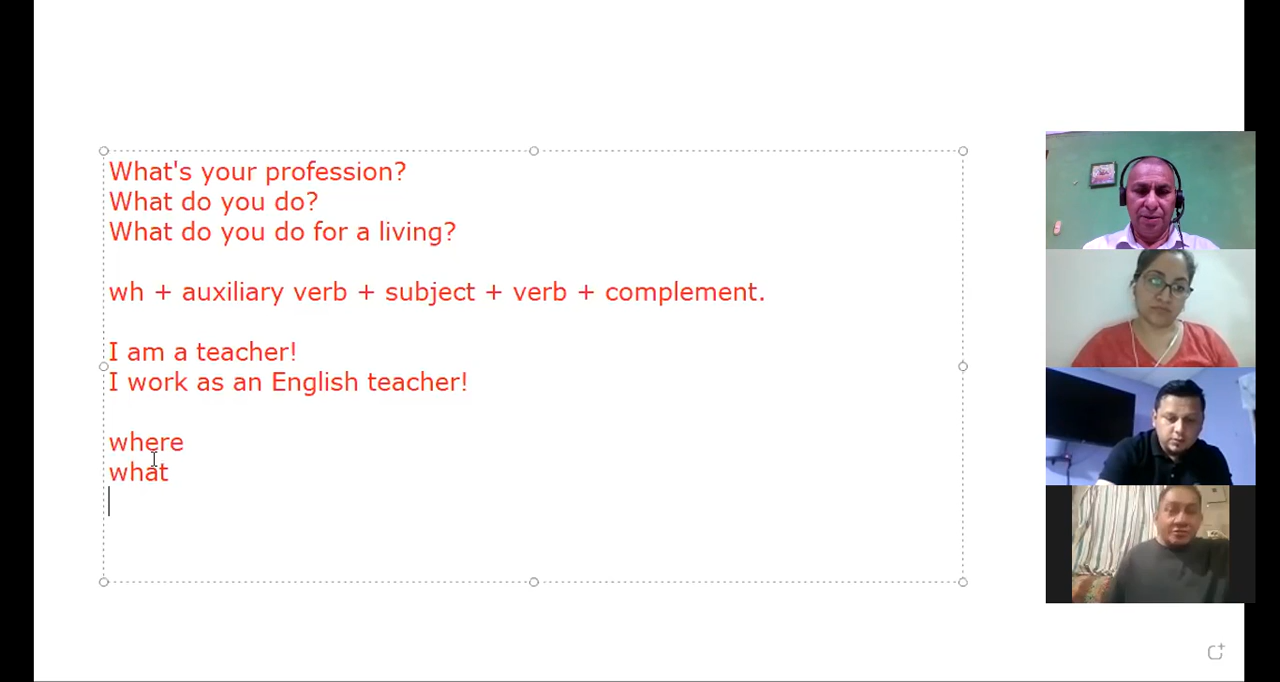 What's your profession?
What do you do?
What do you do for a living?
wh + auxiliary verb + subject + verb + complement.
I am a teacher!
I work as an English teacher!
where
what